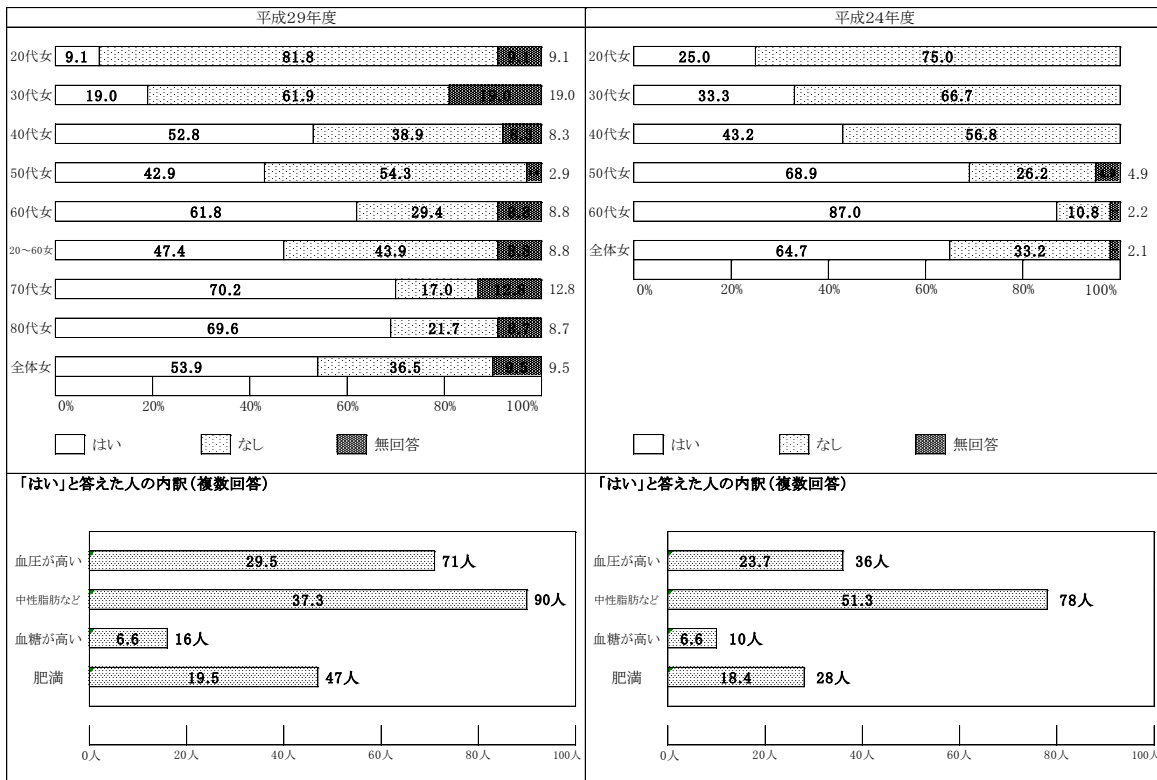 平成29年度
20代女 9.1 81.8 9.1 9.1
30代女 19.0 61.9 19.0 19.0
40代女 52.8 38.9 8.3 8.3
50代女 42.9 54.3 2.9
60代女 61.8 29.4 8.8 8.8
20～60女 47.4 43.9 8.8 8.8
70代女 70.2 17.0 12.8 12.8
80代女 69.6 21.7 8.7 8.7
全体女 53.9 36.5 9.5 9.5
0% 20% 40% 60% 80% 100%
はい なし 無回答
平成24年度
20代女 25.0 75.0
30代女 33.3 66.7
40代女 43.2 56.8
50代女 68.9 26.2 4.9 4.9
60代女 87.0 10.8 2.2
全体女 64.7 33.2 2.1
0% 20% 40% 60% 80% 100%
はい なし 無回答
「はい」と答えた人の内訳（複数回答）
血圧が高い 29.5 71人
中性脂肪など 37.3 90人
血糖が高い 6.6 16人
肥満 19.5 47人
0人 20人 40人 60人 80人 100人
「はい」と答えた人の内訳（複数回答）
血圧が高い 23.7 36人
中性脂肪など 51.3 78人
血糖が高い 6.6 10人
肥満 18.4 28人
0人 20人 40人 60人 80人 100人